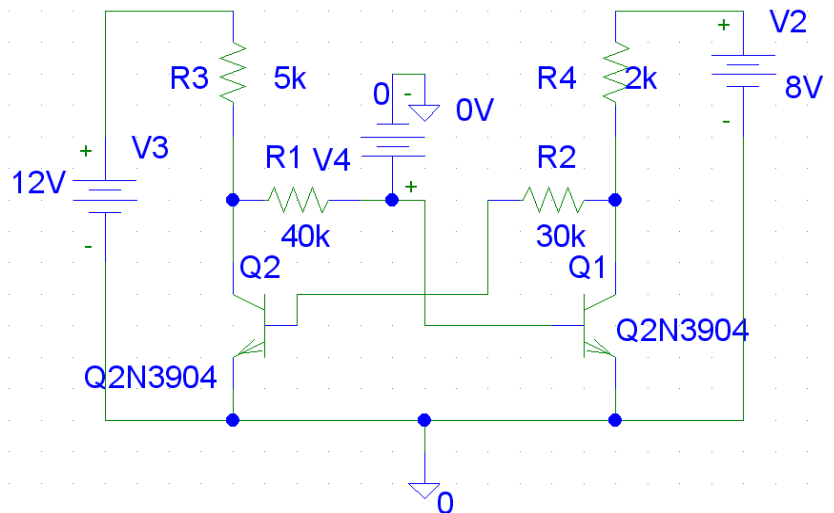 V2
+
R3 5k
R4 2k
8V
0 -
0V
-
+ V3
R1 V4
R2
12V
+
40k
30k
-
Q2
Q1
Q2N3904
Q2N3904
0